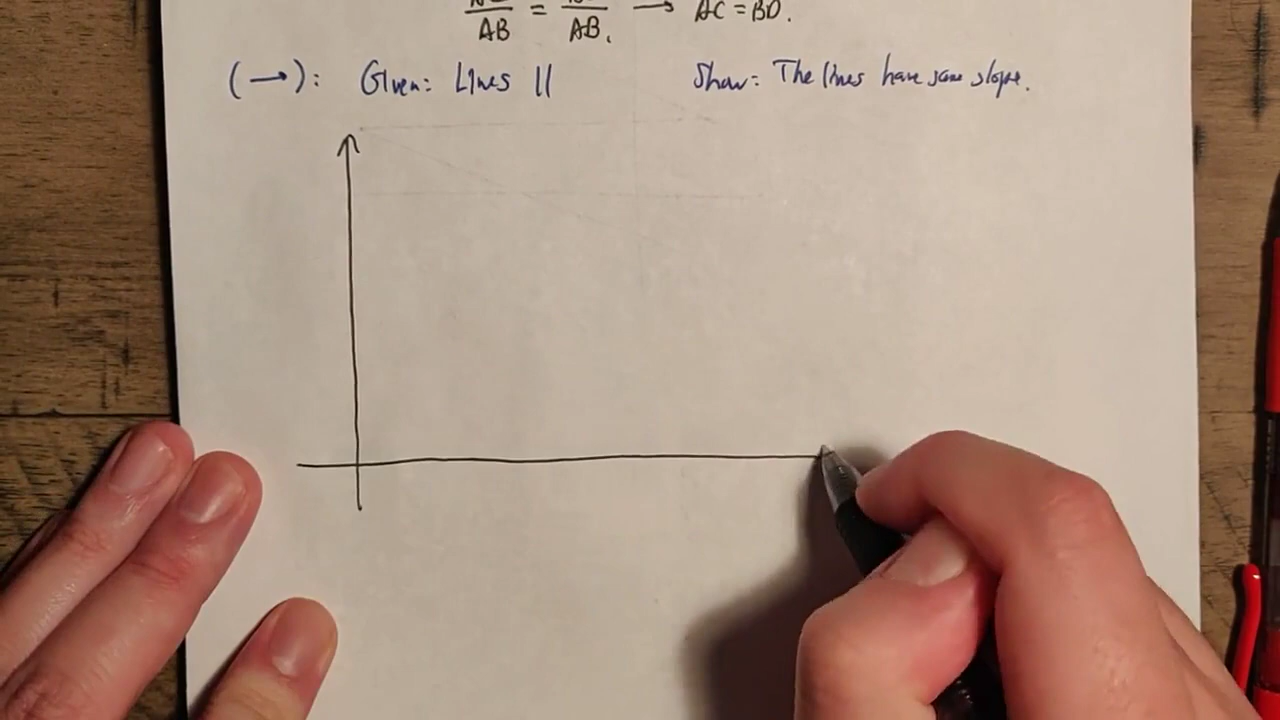 AB = AB. → AC = BD.
(→): Given: Lines || Show: The lines have same slope.